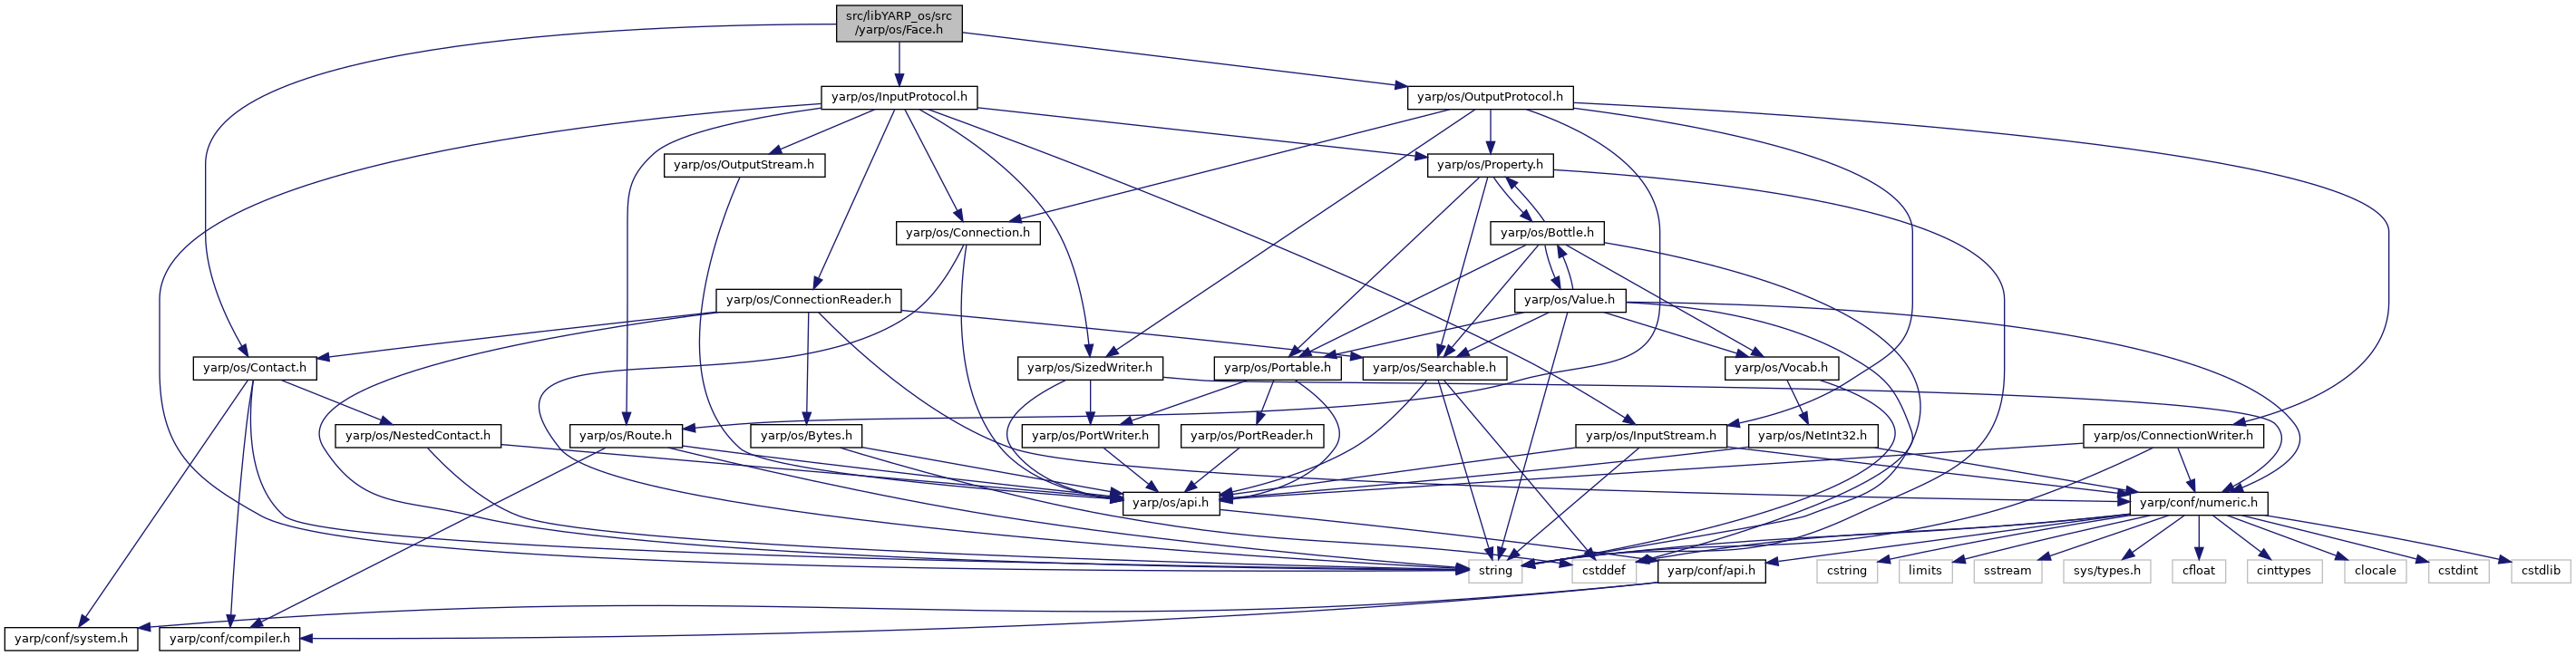 src/libYARP_os/src
/yarp/os/Face.h
yarp/os/InputProtocol.h
yarp/os/OutputProtocol.h
yarp/os/OutputStream.h
yarp/os/Property.h
yarp/os/Connection.h
yarp/os/Bottle.h
yarp/os/ConnectionReader.h
yarp/os/Value.h
yarp/os/Contact.h
yarp/os/SizedWriter.h
yarp/os/Portable.h
yarp/os/Searchable.h
yarp/os/Vocab.h
yarp/os/NestedContact.h
yarp/os/Route.h
yarp/os/Bytes.h
yarp/os/PortWriter.h
yarp/os/PortReader.h
yarp/os/InputStream.h
yarp/os/NetInt32.h
yarp/os/ConnectionWriter.h
yarp/os/api.h
yarp/conf/numeric.h
string
cstddef
yarp/conf/api.h
cstring
limits
sstream
sys/types.h
cfloat
cinttypes
clocale
cstdint
cstdlib
yarp/conf/system.h
yarp/conf/compiler.h